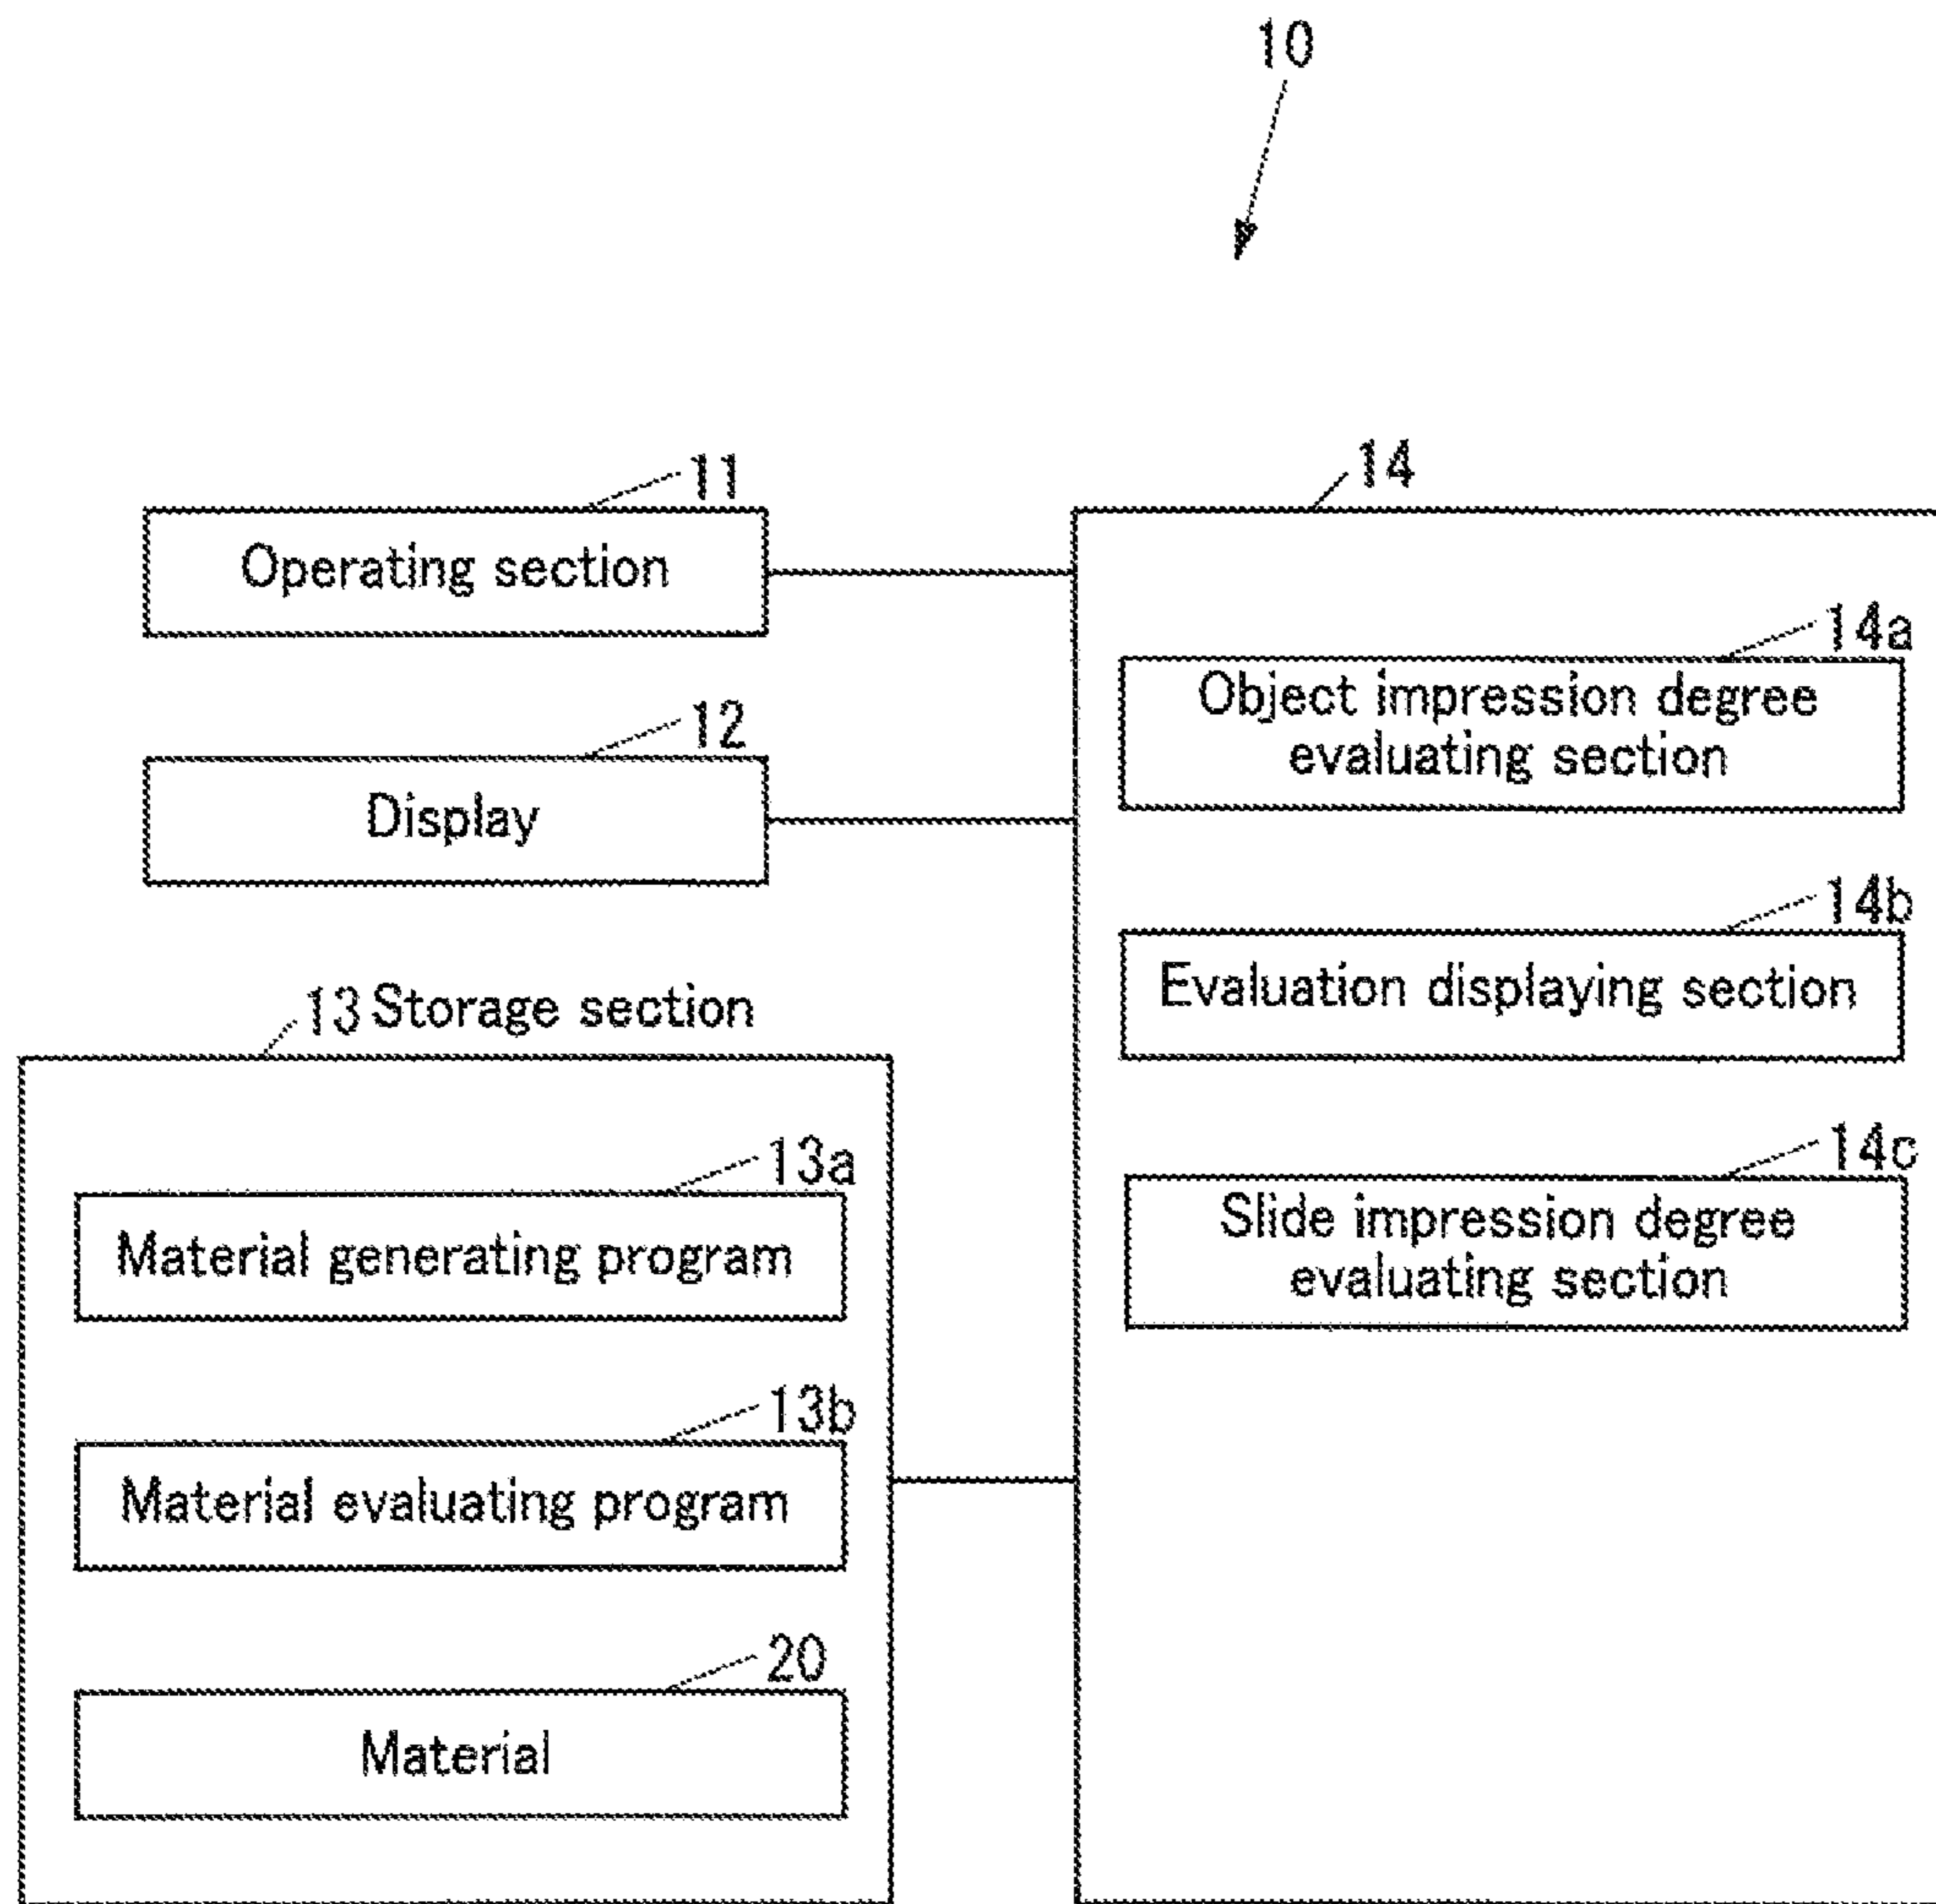 10
11
Operating section
12
Display
13 Storage section
13a
Material generating program
13b
Material evaluating program
20
Material
14
14a
Object impression degree
evaluating section
14b
Evaluation displaying section
14c
Slide impression degree
evaluating section